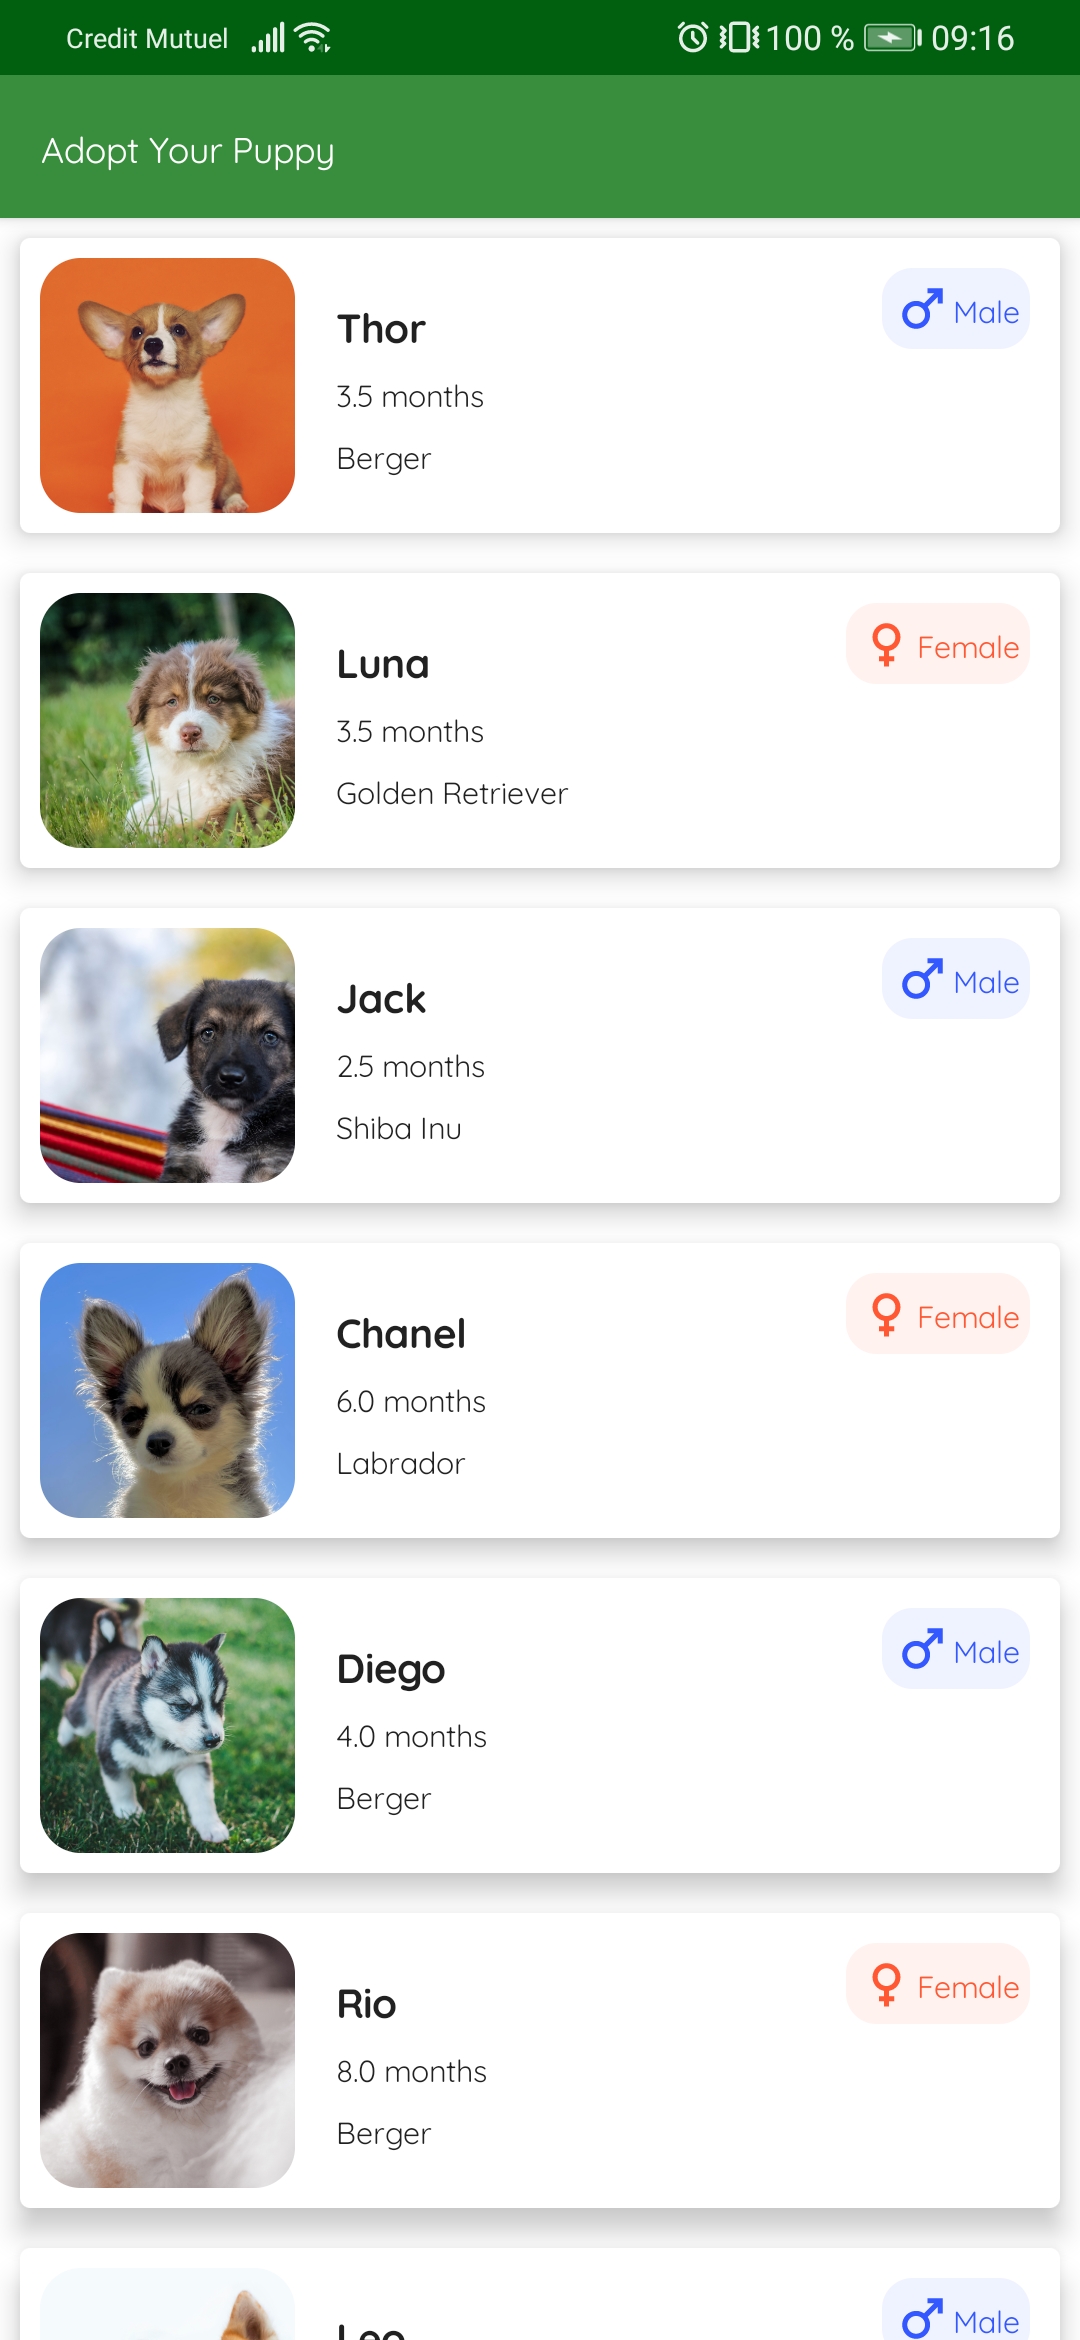 Credit Mutuel 100 % 09:16
Adopt Your Puppy
Thor
Male
3.5 months
Berger
Luna
Female
3.5 months
Golden Retriever
Jack
Male
2.5 months
Shiba Inu
Chanel
Female
6.0 months
Labrador
Diego
Male
4.0 months
Berger
Rio
Female
8.0 months
Berger
Male